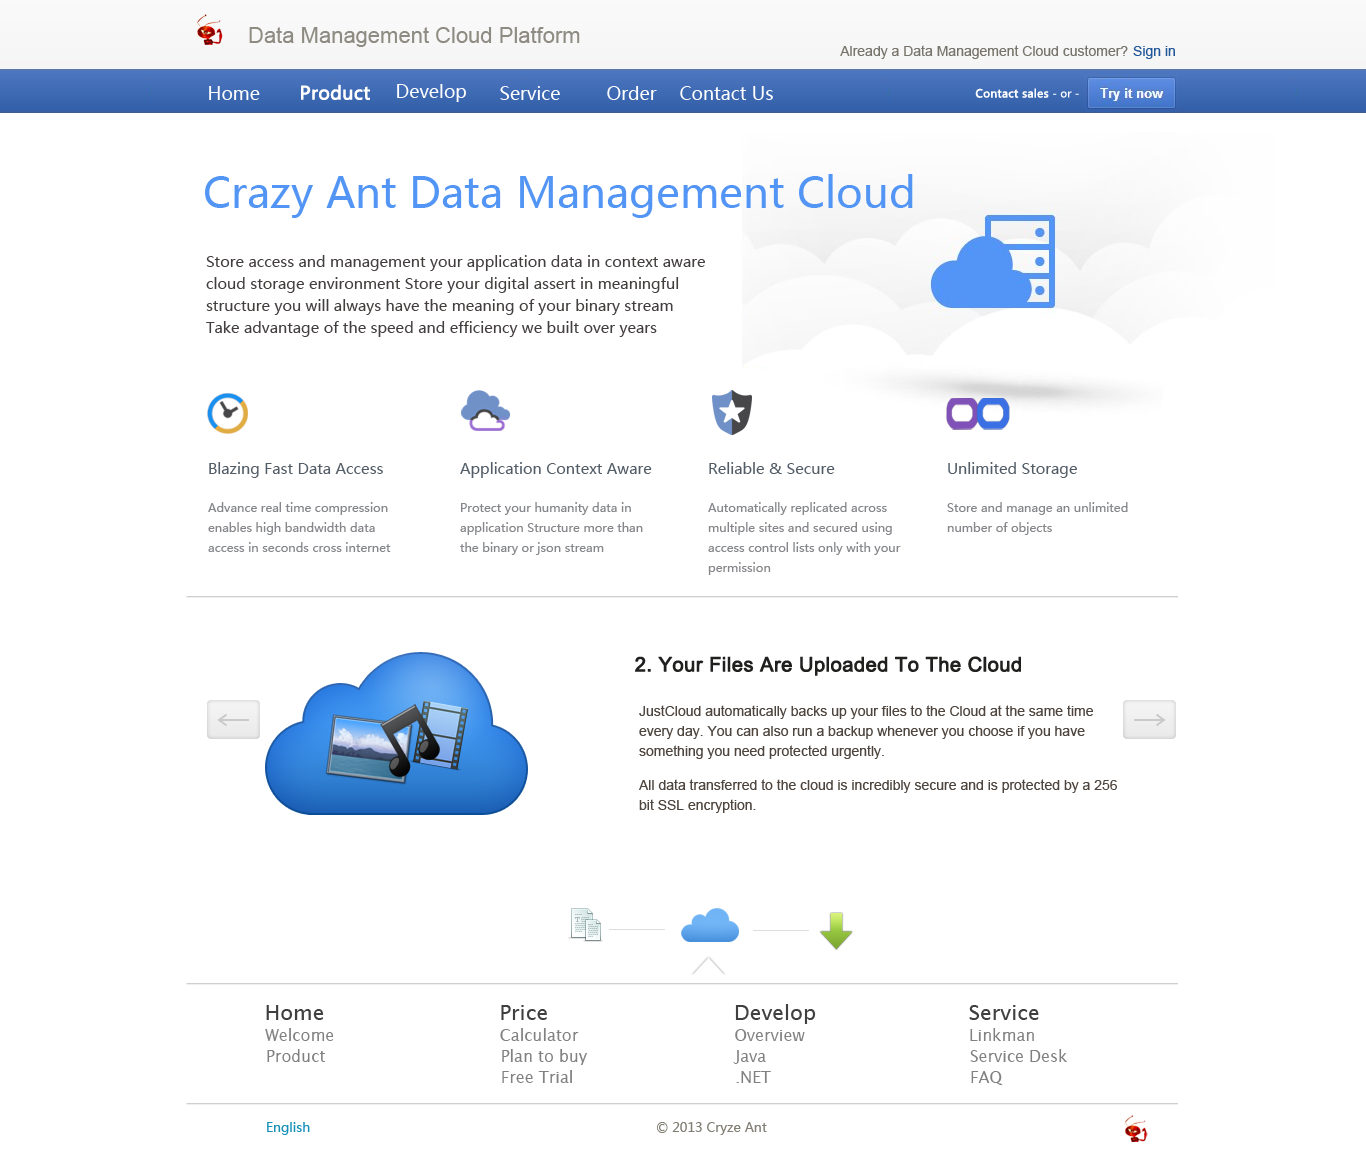 Data Management Cloud Platform
Already a Data Management Cloud customer? Sign in
Home Product Develop Service Order Contact Us
Contact sales - or - Try it now
Crazy Ant Data Management Cloud
Store access and management your application data in context aware
cloud storage environment Store your digital assert in meaningful
structure you will always have the meaning of your binary stream
Take advantage of the speed and efficiency we built over years
Blazing Fast Data Access
Advance real time compression
enables high bandwidth data
access in seconds cross internet
Application Context Aware
Protect your humanity data in
application Structure more than
the binary or json stream
Reliable & Secure
Automatically replicated across
multiple sites and secured using
access control lists only with your
permission
Unlimited Storage
Store and manage an unlimited
number of objects
2. Your Files Are Uploaded To The Cloud
JustCloud automatically backs up your files to the Cloud at the same time
every day. You can also run a backup whenever you choose if you have
something you need protected urgently.
All data transferred to the cloud is incredibly secure and is protected by a 256
bit SSL encryption.
Home
Welcome
Product
Price
Calculator
Plan to buy
Free Trial
Develop
Overview
Java
.NET
Service
Linkman
Service Desk
FAQ
English
© 2013 Cryze Ant